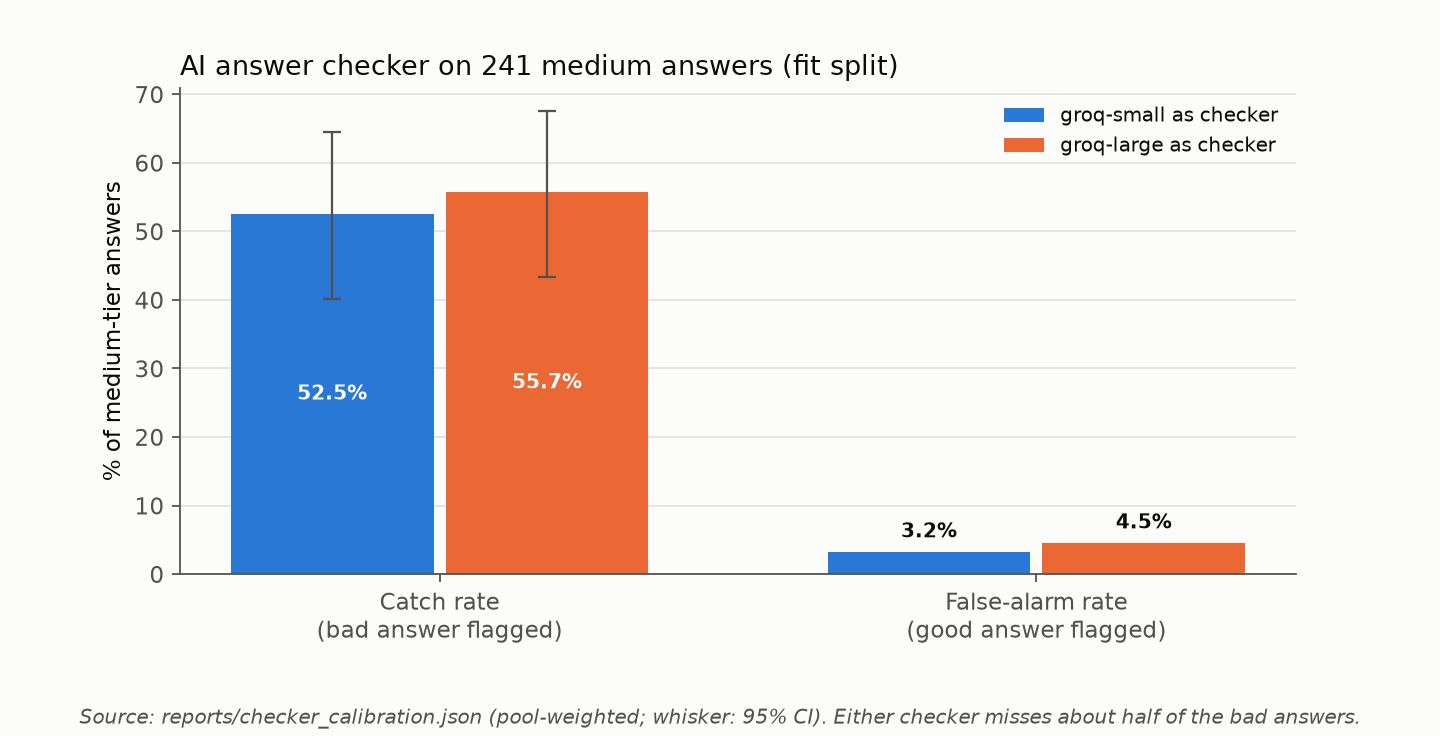 AI answer checker on 241 medium answers (fit split)
70
60
50
40
30
20
10
0
% of medium-tier answers
groq-small as checker
groq-large as checker
52.5%
55.7%
3.2%
4.5%
Catch rate
(bad answer flagged)
False-alarm rate
(good answer flagged)
Source: reports/checker_calibration.json (pool-weighted; whisker: 95% CI). Either checker misses about half of the bad answers.